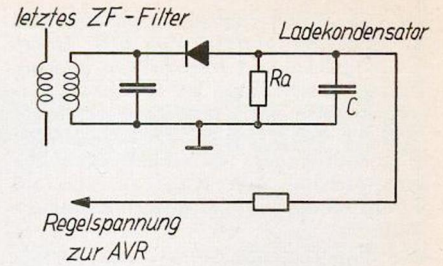 letztes ZF-Filter
Ladekondensator
Ra
C
Regelspannung
zur AVR